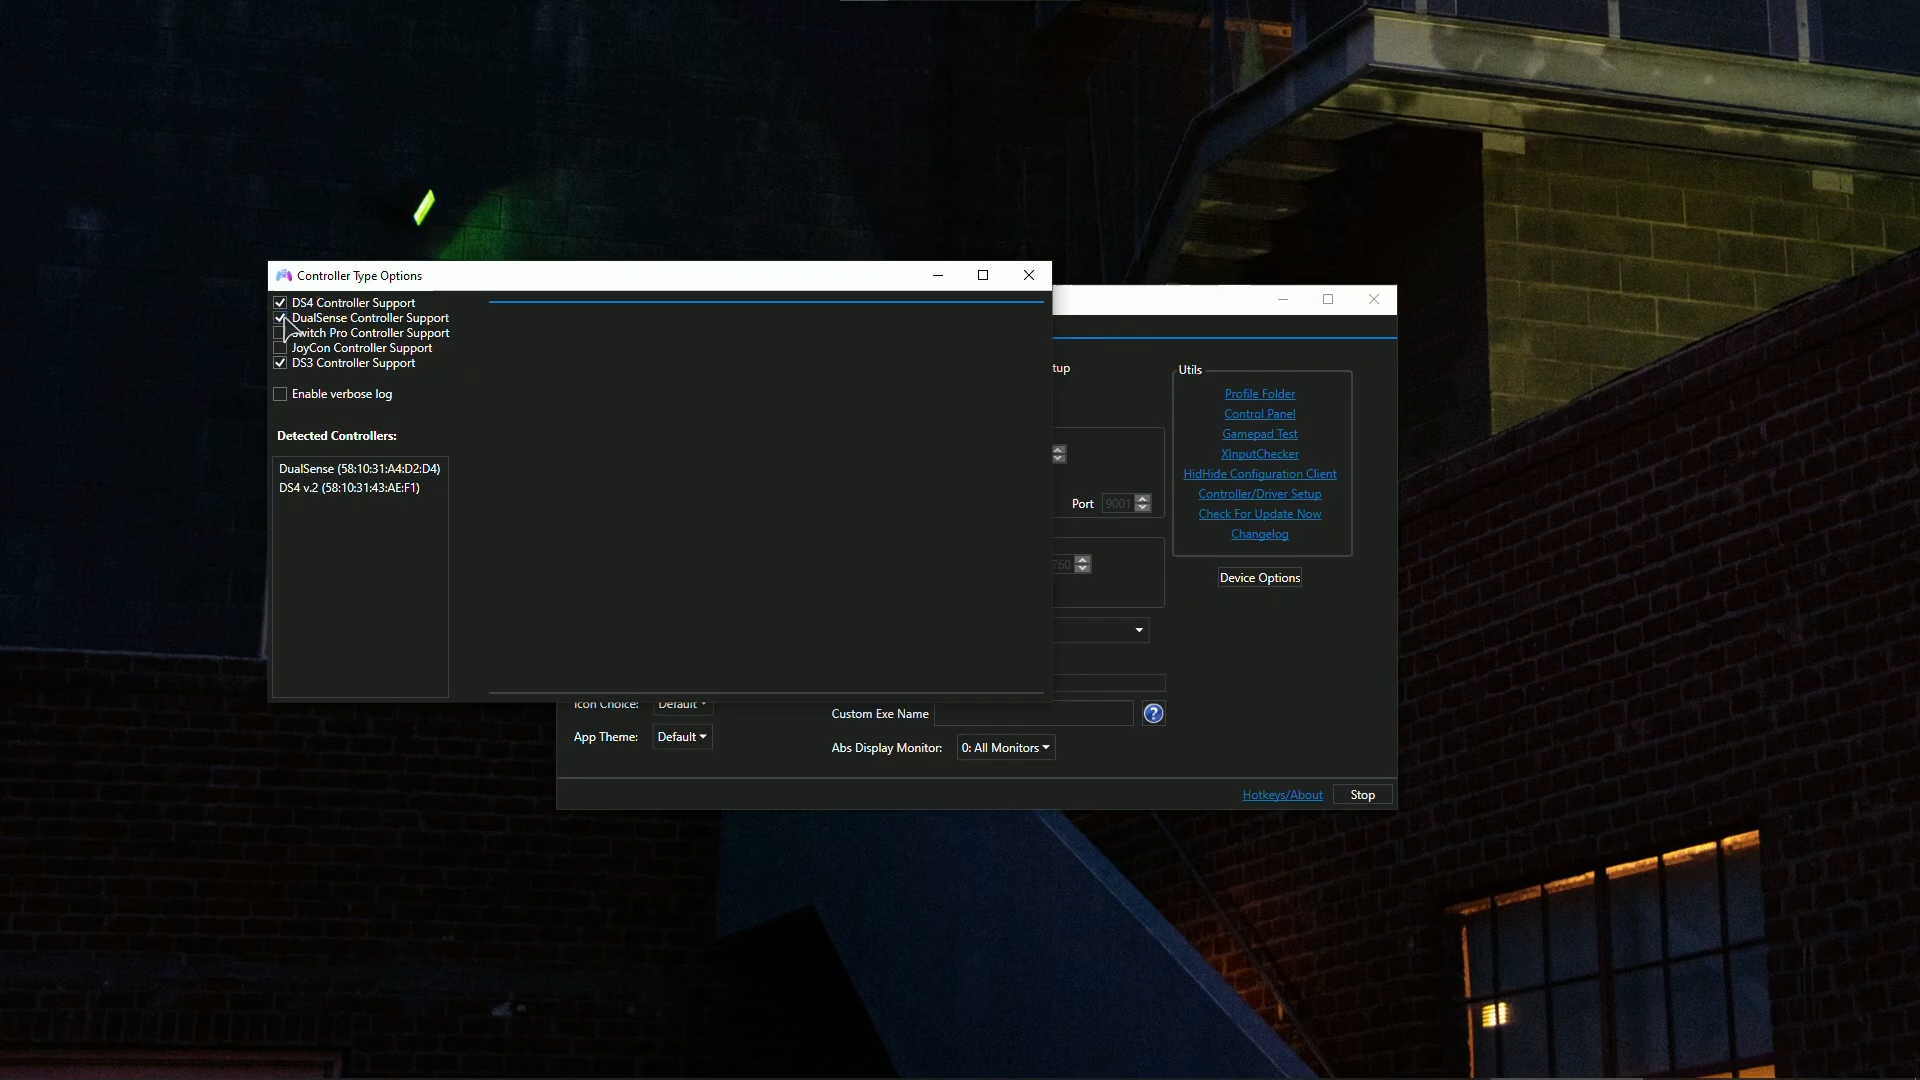 Controller Type Options
DS4 Controller Support
DualSense Controller Support
witch Pro Controller Support
JoyCon Controller Support
DS3 Controller Support
Enable verbose log
Detected Controllers:
DualSense (58:10:31:A4:D2:D4)
DS4 v.2 (58:10:31:43:AE:F1)
tup
Port 9001
760
Utils
Profile Folder
Control Panel
Gamepad Test
XInputChecker
HidHide Configuration Client
Controller/Driver Setup
Check For Update Now
Changelog
Device Options
Icon Choice: Default
App Theme: Default
Custom Exe Name
?
Abs Display Monitor: 0: All Monitors
Hotkeys/About
Stop